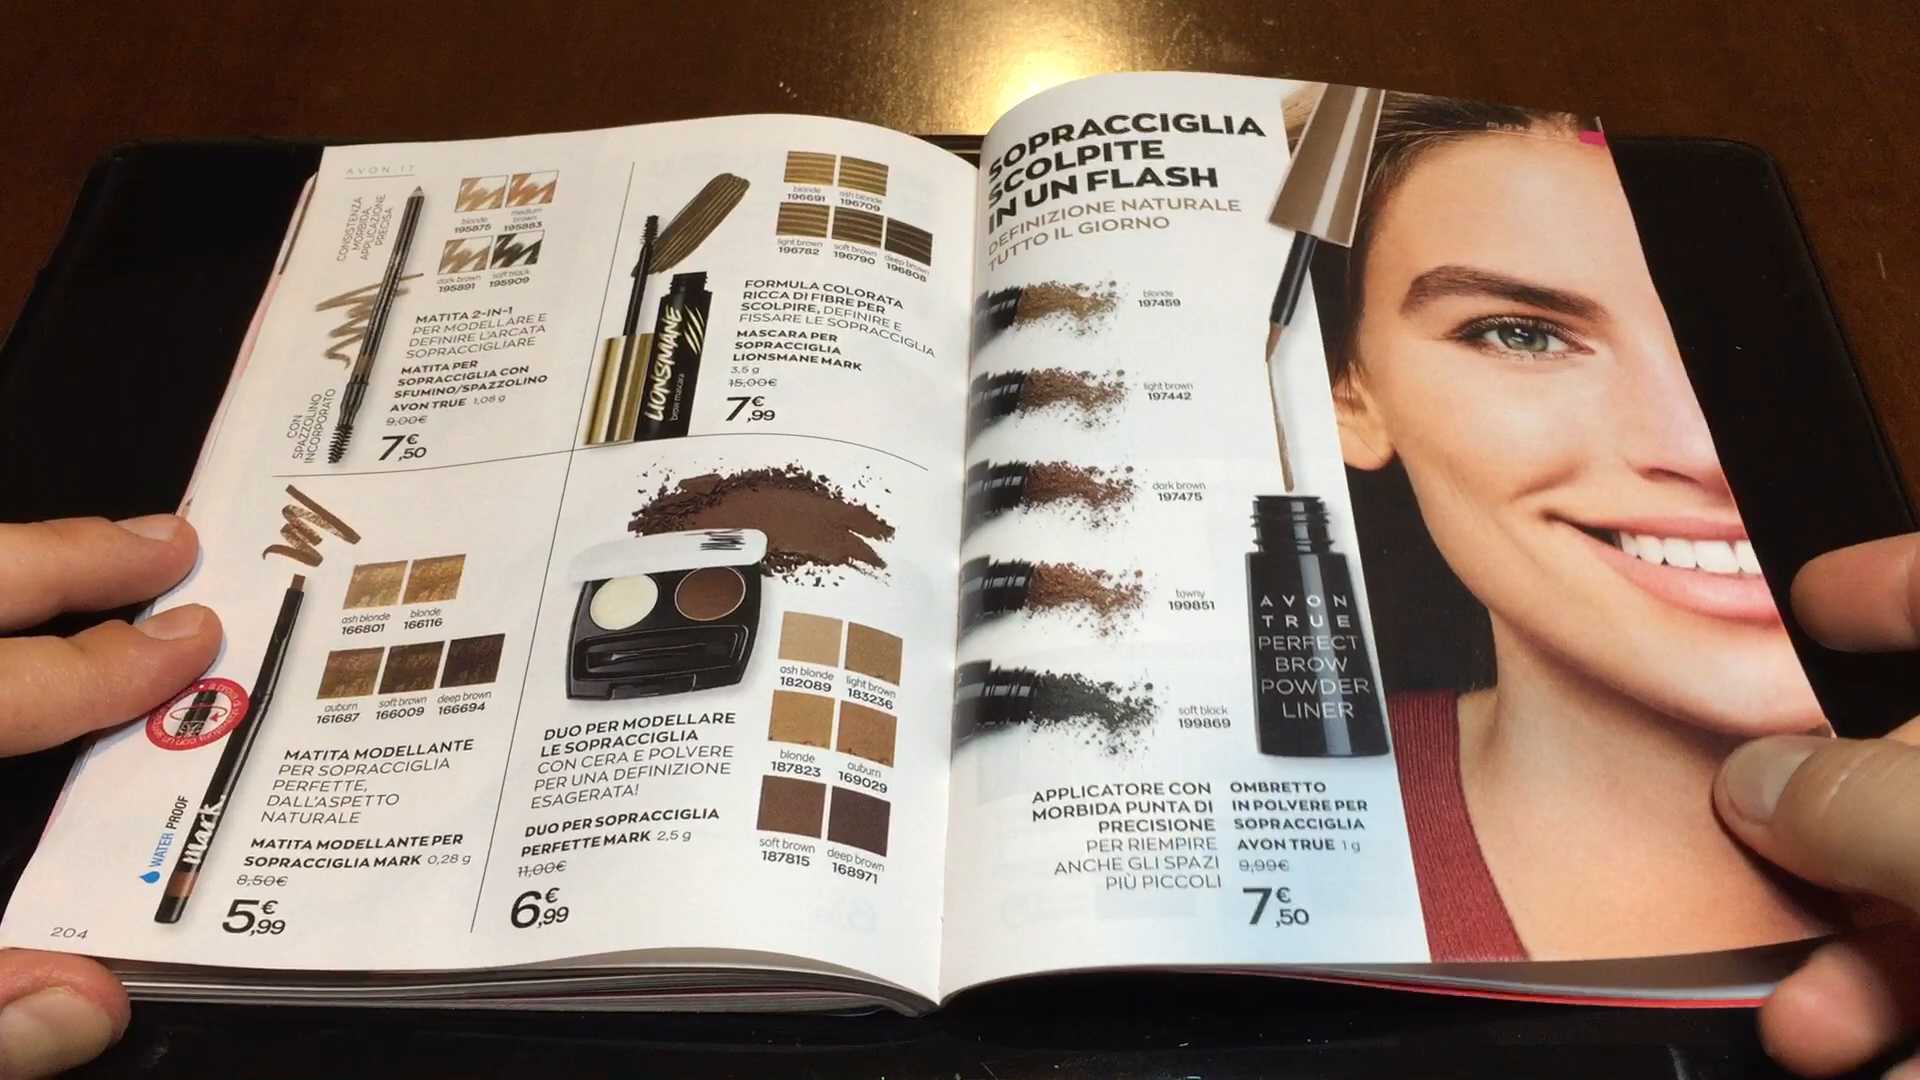 AVON.IT
CONSISTENZA
MORBIDA,
APPLICAZIONE
PRECISA
blonde
195875
medium
brown
195883
dark brown
195891
soft black
195909
MATITA 2-IN-1
PER MODELLARE E
DEFINIRE L'ARCATA
SOPRACCIGLIARE
MATITA PER
SOPRACCIGLIA CON
SFUMINO/SPAZZOLINO
AVON TRUE 1,08 g
9,00€
7,50€
CON
SPAZZOLINO
INCORPORATO
blonde
196691
ash blonde
196709
light brown
196782
soft brown
196790
deep brown
196808
FORMULA COLORATA
RICCA DI FIBRE PER
SCOLPIRE, DEFINIRE E
FISSARE LE SOPRACCIGLIA
MASCARA PER
SOPRACCIGLIA
LIONSMANE MARK
3,5 g
15,00€
7,99€
LIONSMANE
brow mascara
ash blonde
166801
blonde
166116
auburn
161687
soft brown
166009
deep brown
166694
MATITA MODELLANTE
PER SOPRACCIGLIA
PERFETTE,
DALL'ASPETTO
NATURALE
MATITA MODELLANTE PER
SOPRACCIGLIA MARK 0,28 g
8,50€
5,99€
WATERPROOF
mark.
204
DUO PER MODELLARE
LE SOPRACCIGLIA
CON CERA E POLVERE
PER UNA DEFINIZIONE
ESAGERATA!
DUO PER SOPRACCIGLIA
PERFETTE MARK 2,5 g
11,00€
6,99€
ash blonde
182089
light brown
183236
blonde
187823
auburn
169029
soft brown
187815
deep brown
168971
SOPRACCIGLIA
SCOLPITE
IN UN FLASH
DEFINIZIONE NATURALE
TUTTO IL GIORNO
blonde
197459
light brown
197442
dark brown
197475
towny
199851
soft black
199869
AVON
TRUE
PERFECT
BROW
POWDER
LINER
APPLICATORE CON
MORBIDA PUNTA DI
PRECISIONE
PER RIEMPIRE
ANCHE GLI SPAZI
PIÙ PICCOLI
OMBRETTO
IN POLVERE PER
SOPRACCIGLIA
AVON TRUE 1 g
9,99€
7,50€